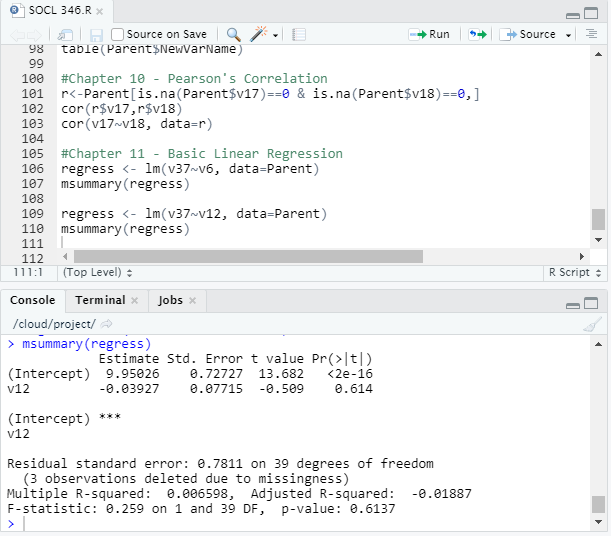 SOCL 346.R ×
Source on Save
Run
Source
98 table(Parent$NewVarName)
99
100 #Chapter 10 - Pearson's Correlation
101 r<-Parent[is.na(Parent$v17)==0 & is.na(Parent$v18)==0,]
102 cor(r$v17,r$v18)
103 cor(v17~v18, data=r)
104
105 #Chapter 11 - Basic Linear Regression
106 regress <- lm(v37~v6, data=Parent)
107 msummary(regress)
108
109 regress <- lm(v37~v12, data=Parent)
110 msummary(regress)
111
112
111:1 (Top Level) R Script
Console Terminal × Jobs ×
/cloud/project/
> msummary(regress)
Estimate Std. Error t value Pr(>|t|)
(Intercept) 9.95026 0.72727 13.682 <2e-16
v12 -0.03927 0.07715 -0.509 0.614
(Intercept) ***
v12
Residual standard error: 0.7811 on 39 degrees of freedom
(3 observations deleted due to missingness)
Multiple R-squared: 0.006598, Adjusted R-squared: -0.01887
F-statistic: 0.259 on 1 and 39 DF, p-value: 0.6137
>